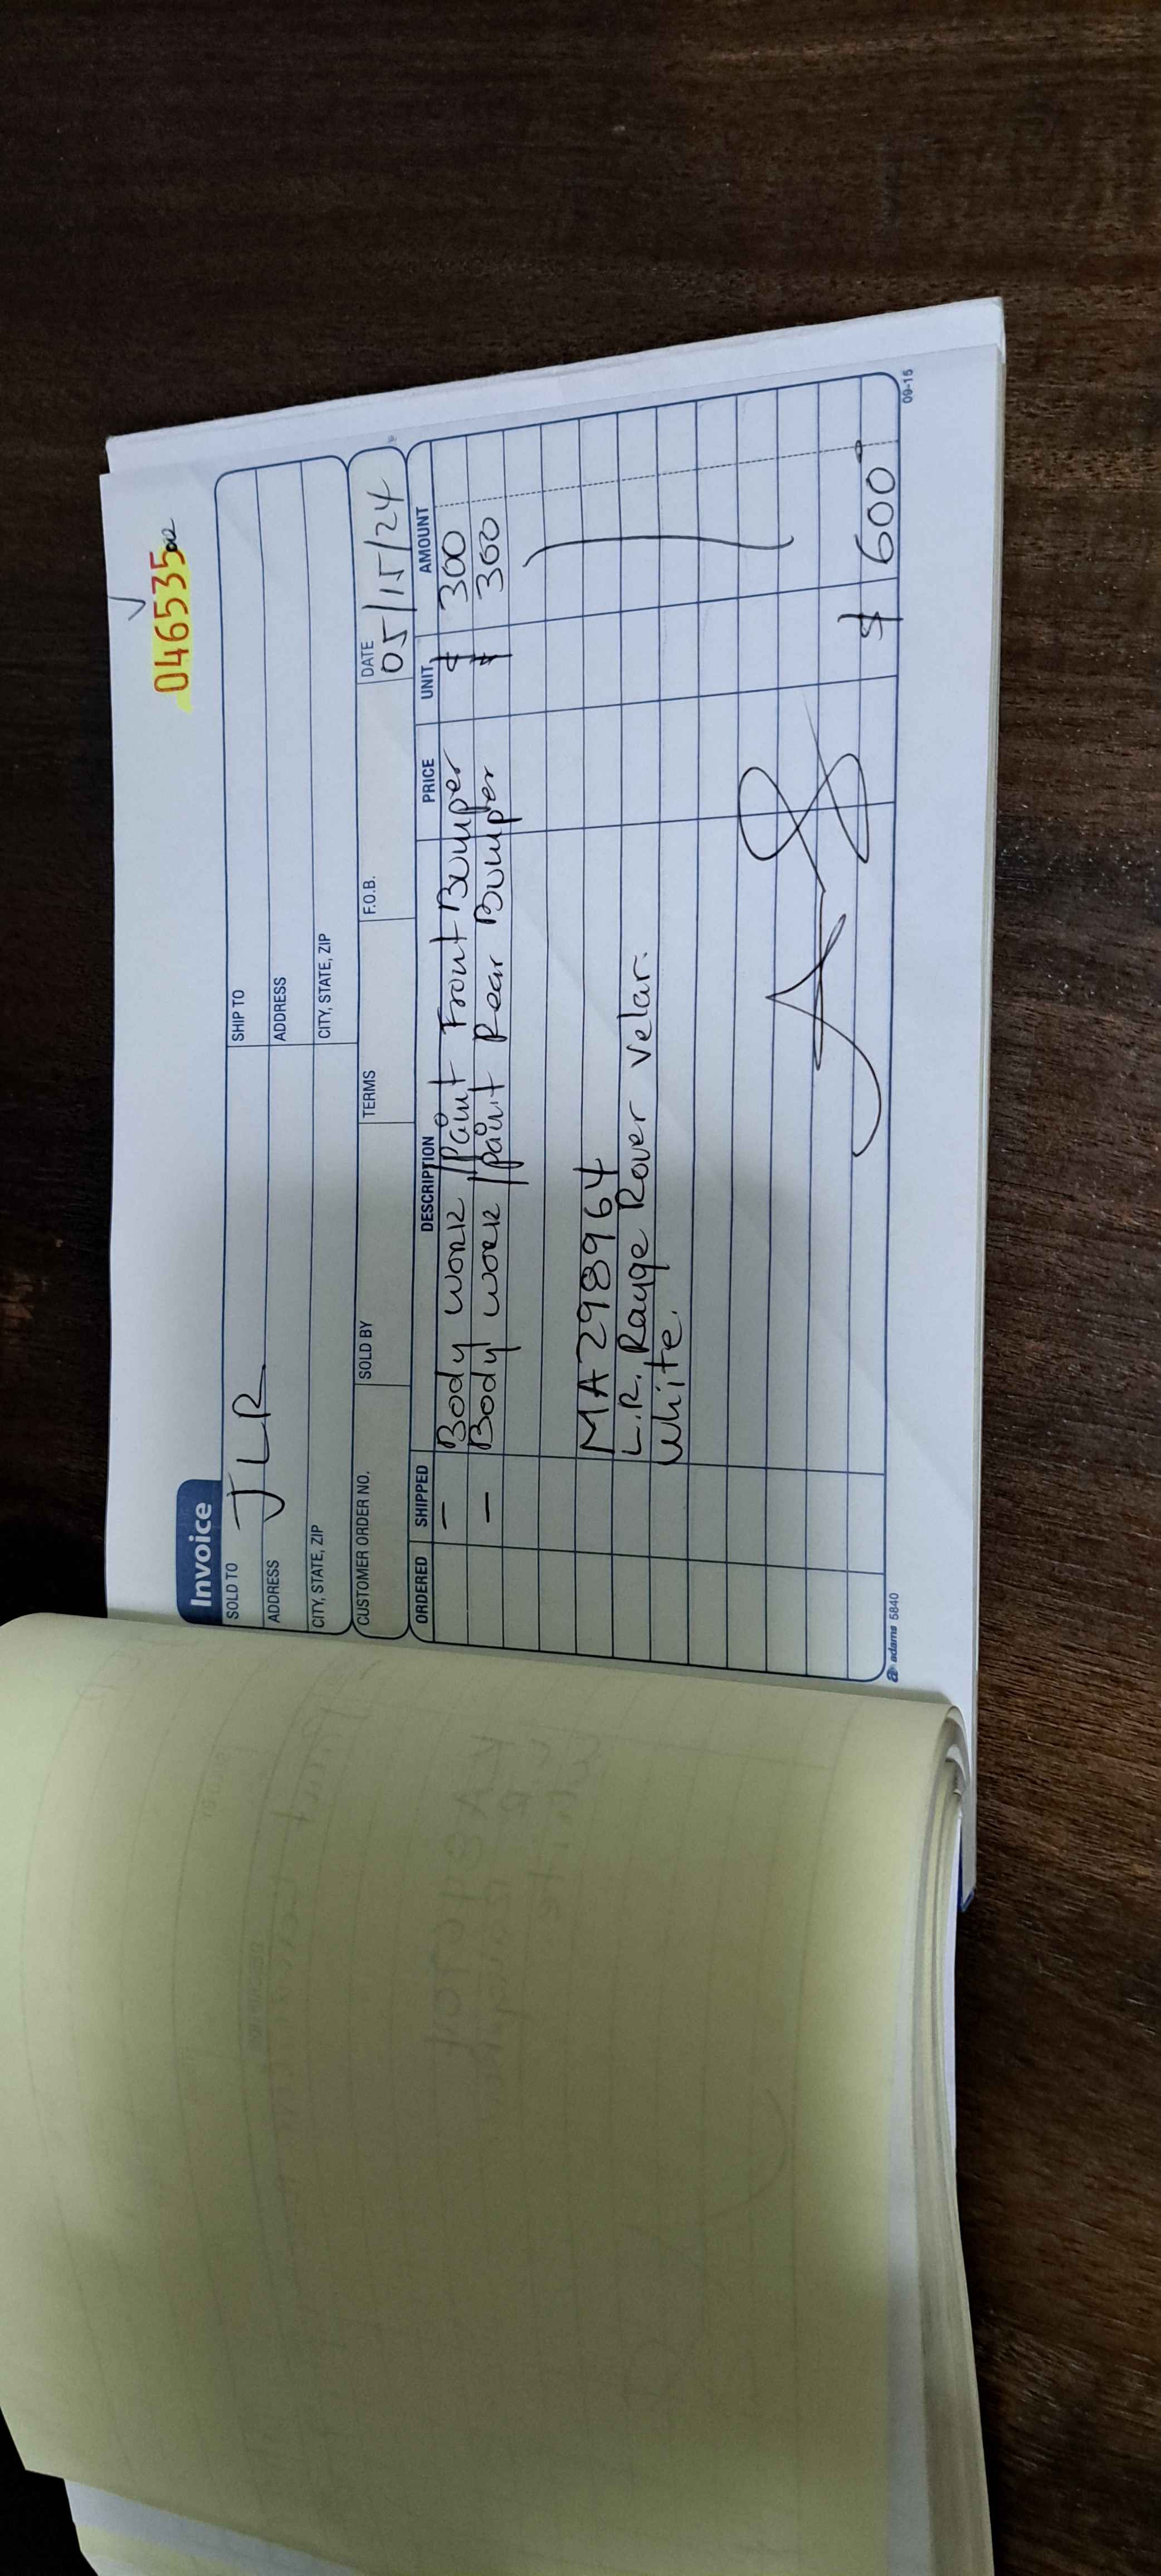 046535
Invoice
SOLD TO JLR
SHIP TO
ADDRESS
ADDRESS
CITY, STATE, ZIP
CITY, STATE, ZIP
CUSTOMER ORDER NO. SOLD BY TERMS F.O.B. DATE 05/15/24
ORDERED SHIPPED DESCRIPTION PRICE UNIT AMOUNT
- Body work / Paint Front Bumper $ 300
- Body work / paint Rear Bumper $ 300
MA298964
L.R. Range Rover Velar.
White.
$ 600
adams 5840
09-15